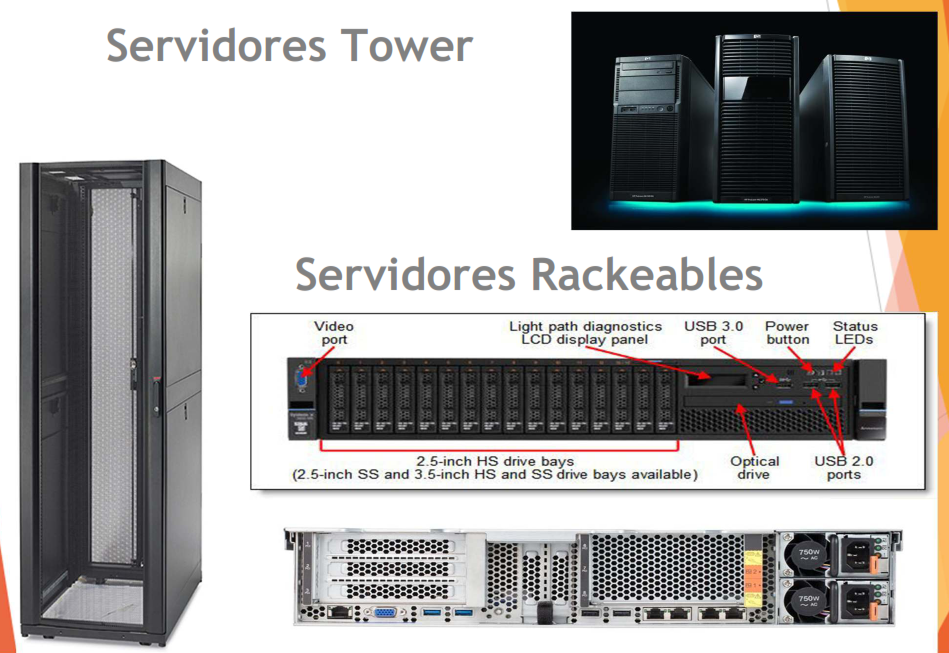 Servidores Tower
Servidores Rackeables
Video
port
Light path diagnostics
LCD display panel
USB 3.0
port
Power
button
Status
LEDs
2.5-inch HS drive bays
(2.5-inch SS and 3.5-inch HS and SS drive bays available)
Optical
drive
USB 2.0
ports
750W
AC
750W
AC